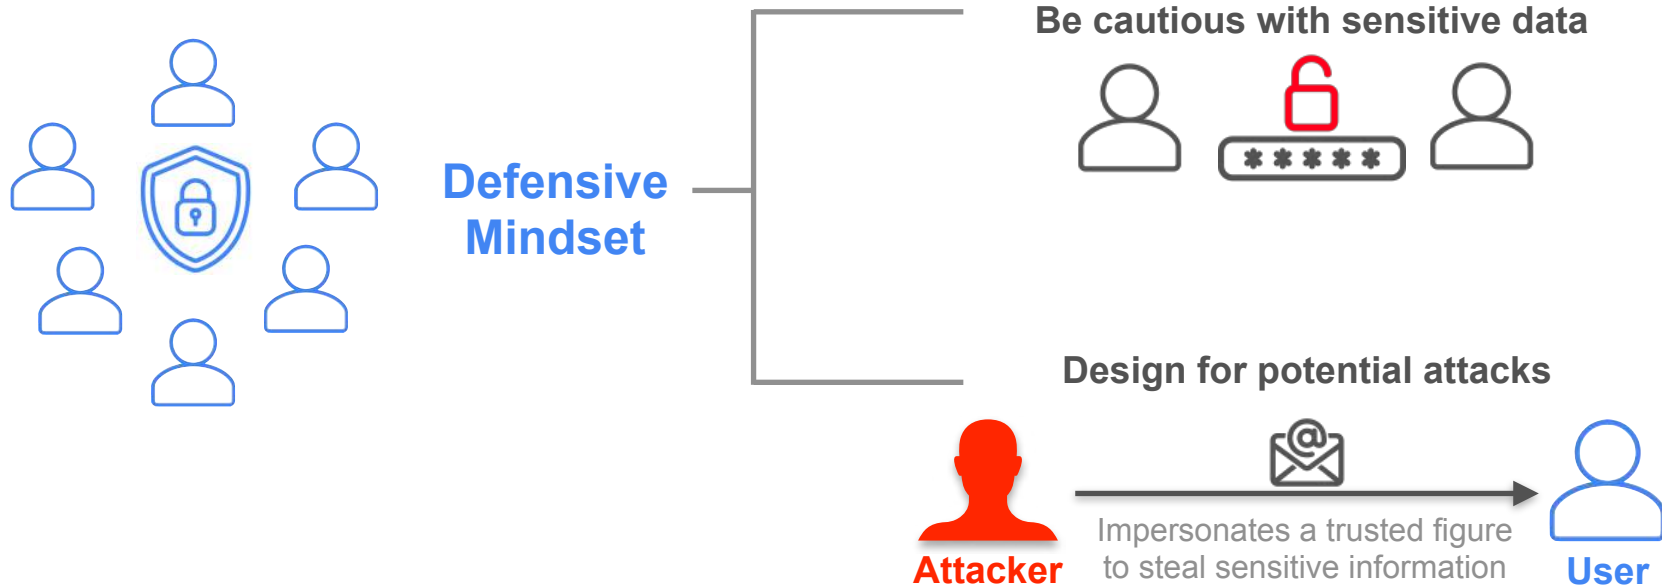 Defensive
Mindset
Be cautious with sensitive data
*****
Design for potential attacks
@
Impersonates a trusted figure
to steal sensitive information
Attacker
User